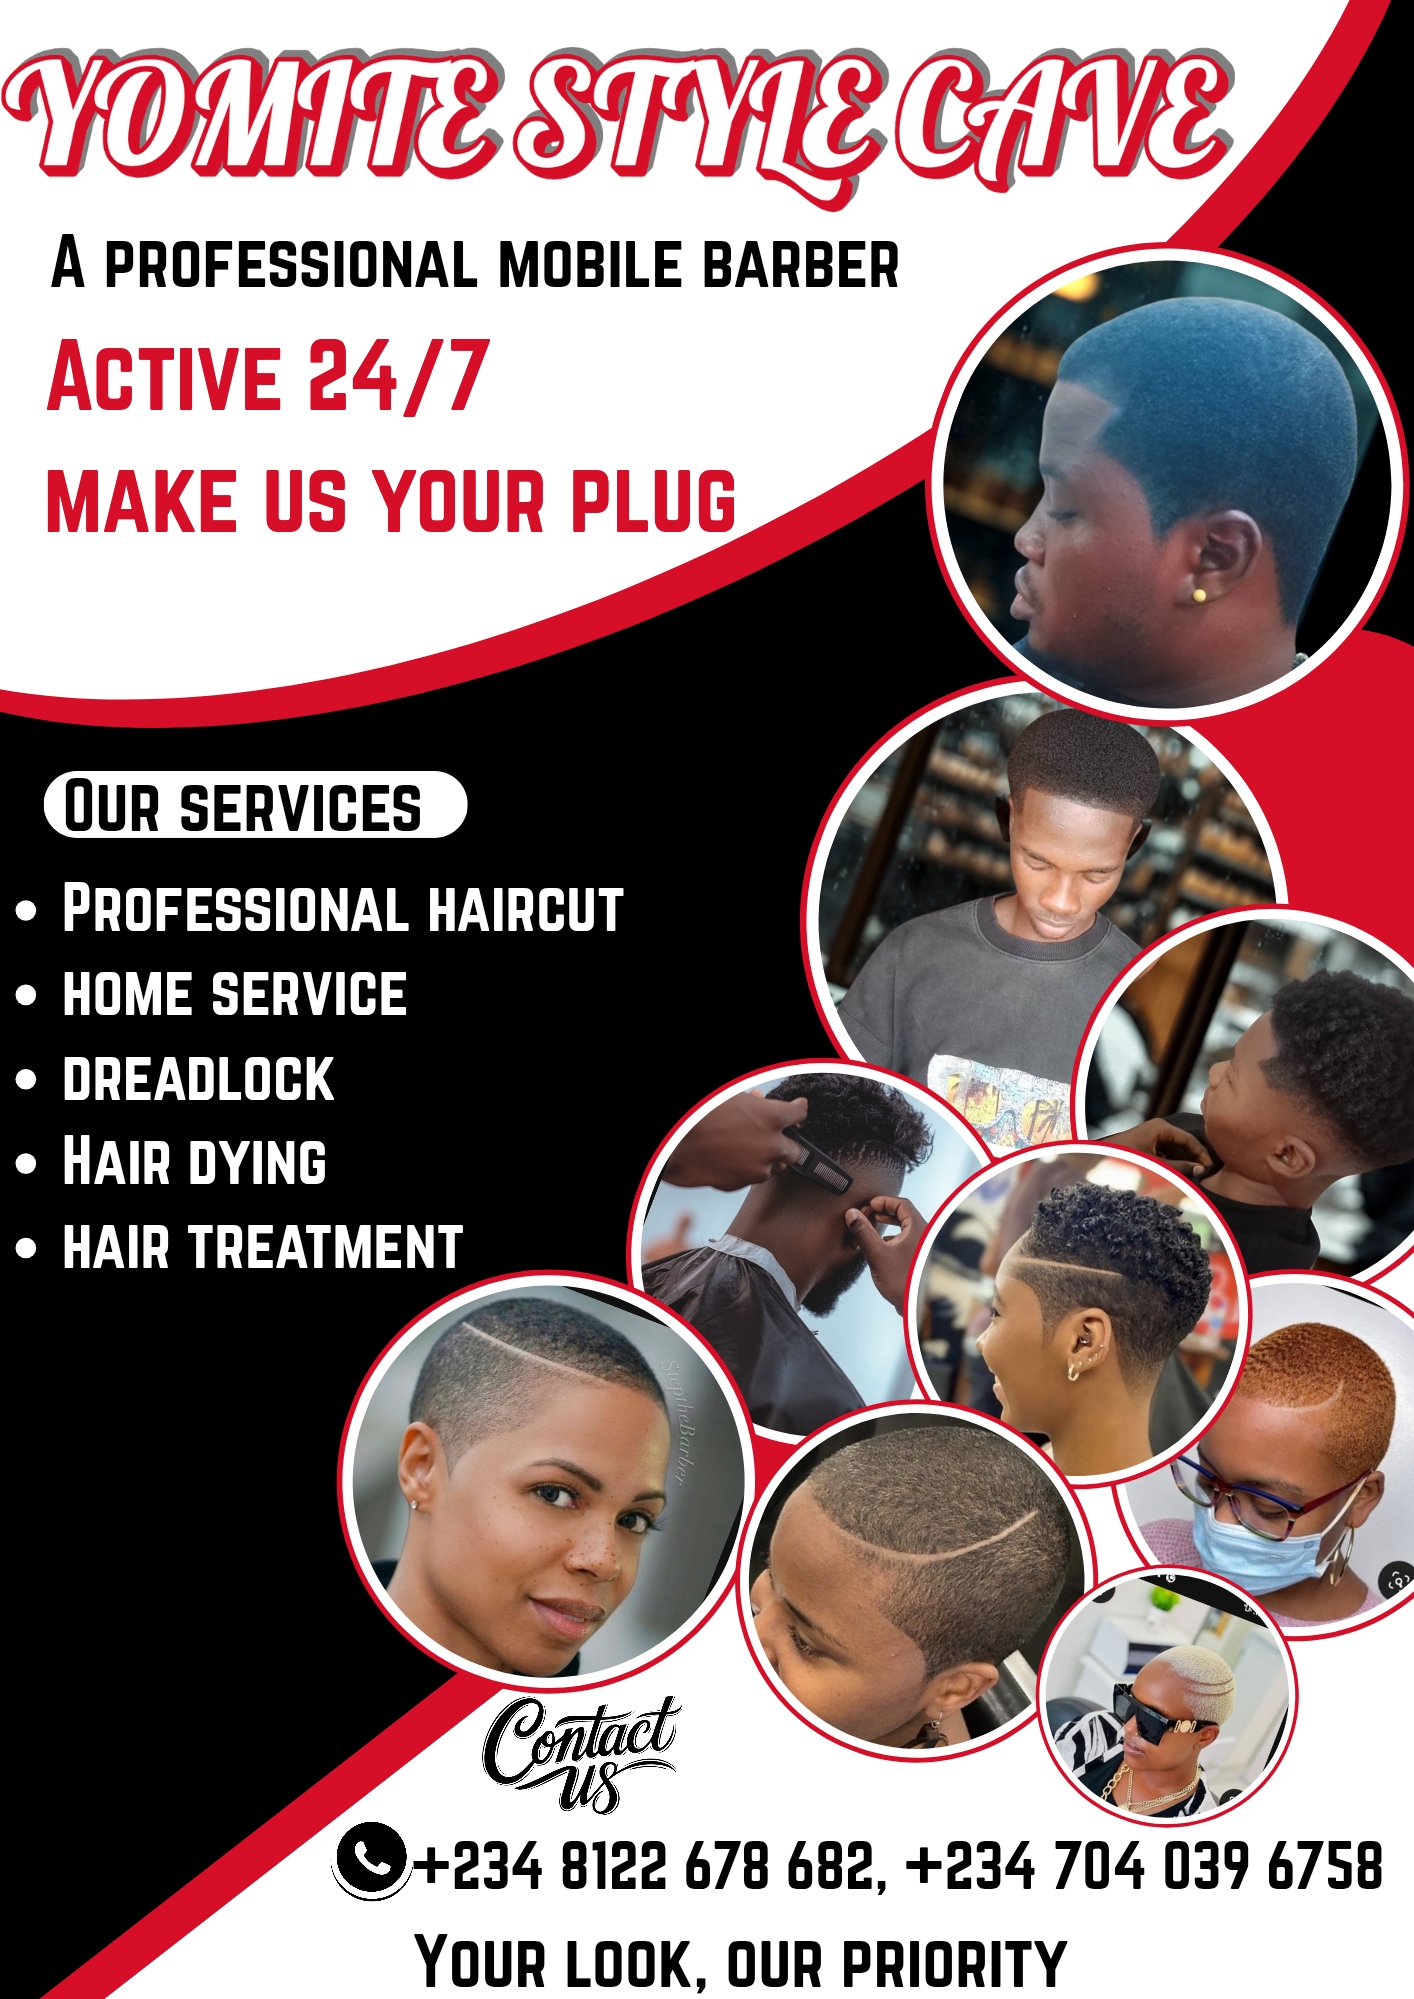 YOMITE STYLE CAVE
A PROFESSIONAL MOBILE BARBER
ACTIVE 24/7
MAKE US YOUR PLUG
OUR SERVICES
• PROFESSIONAL HAIRCUT
• HOME SERVICE
• DREADLOCK
• HAIR DYING
• HAIR TREATMENT
SteptheBarber
Contact
us
+234 8122 678 682, +234 704 039 6758
YOUR LOOK, OUR PRIORITY